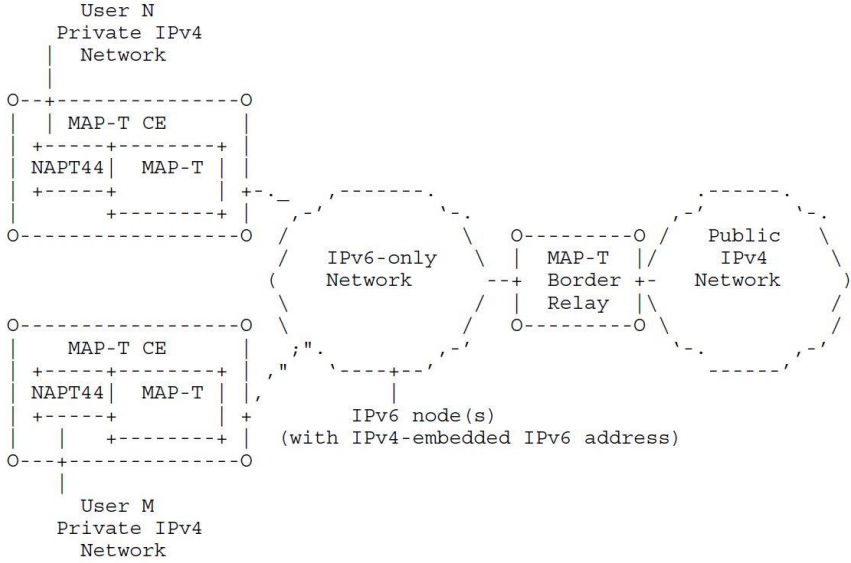 User N
Private IPv4
Network
MAP-T CE
NAPT44 MAP-T
IPv6-only
Network
MAP-T
Border
Relay
Public
IPv4
Network
MAP-T CE
NAPT44 MAP-T
IPv6 node(s)
(with IPv4-embedded IPv6 address)
User M
Private IPv4
Network